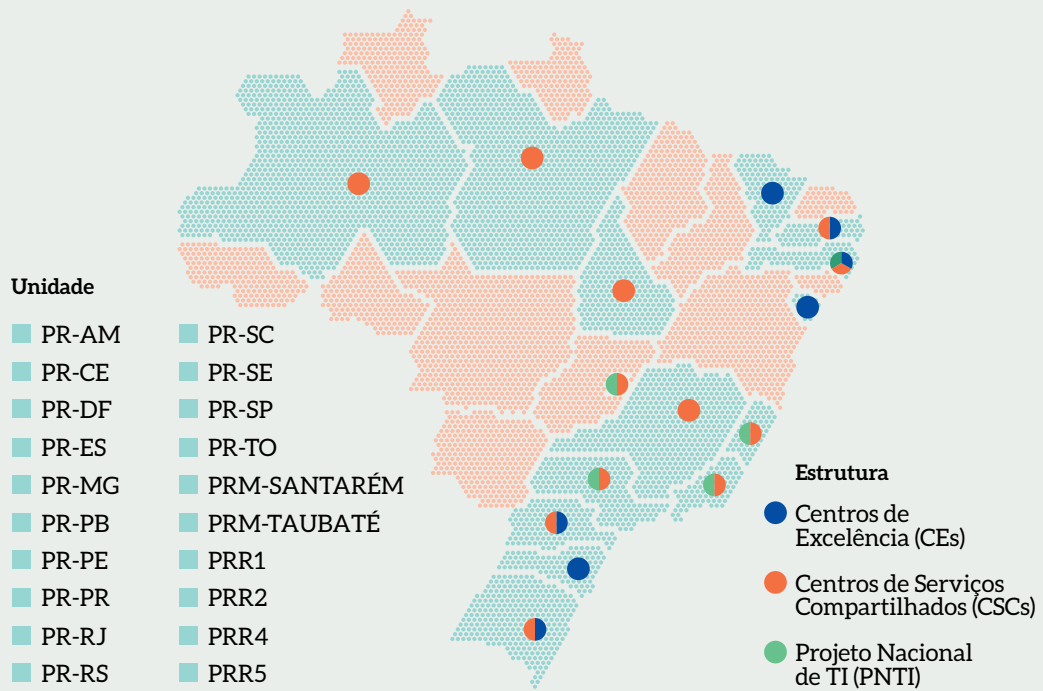 Unidade
PR-AM
PR-CE
PR-DF
PR-ES
PR-MG
PR-PB
PR-PE
PR-PR
PR-RJ
PR-RS
PR-SC
PR-SE
PR-SP
PR-TO
PRM-SANTARÉM
PRM-TAUBATÉ
PRR1
PRR2
PRR4
PRR5
Estrutura
Centros de
Excelência (CEs)
Centros de Serviços
Compartilhados (CSCs)
Projeto Nacional
de TI (PNTI)